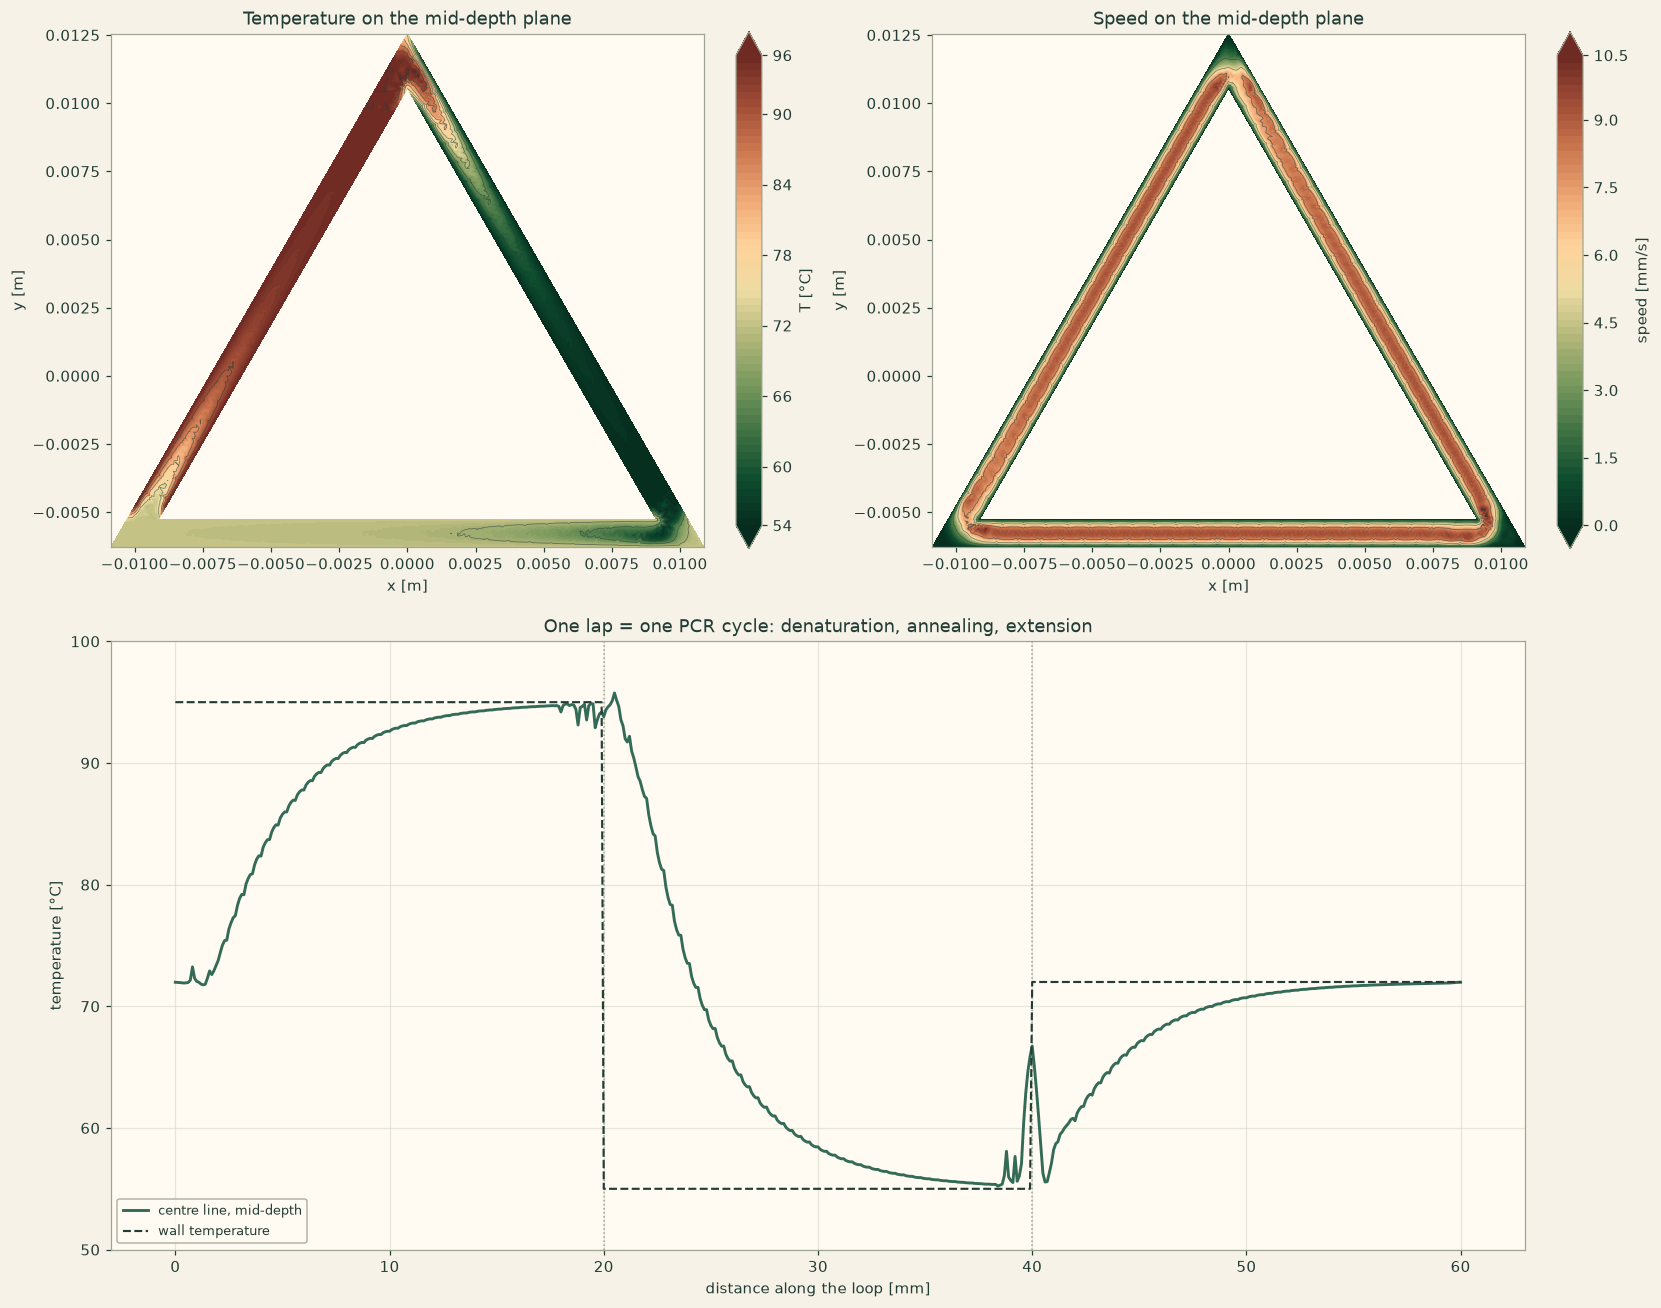 Temperature on the mid-depth plane
0.0125
0.0100
0.0075
0.0050
0.0025
0.0000
−0.0025
−0.0050
y [m]
−0.0100 −0.0075 −0.0050 −0.0025 0.0000 0.0025 0.0050 0.0075 0.0100
x [m]
96
90
84
78
72
66
60
54
T [°C]
Speed on the mid-depth plane
0.0125
0.0100
0.0075
0.0050
0.0025
0.0000
−0.0025
−0.0050
y [m]
−0.0100 −0.0075 −0.0050 −0.0025 0.0000 0.0025 0.0050 0.0075 0.0100
x [m]
10.5
9.0
7.5
6.0
4.5
3.0
1.5
0.0
speed [mm/s]
One lap = one PCR cycle: denaturation, annealing, extension
100
90
80
70
60
50
temperature [°C]
centre line, mid-depth
wall temperature
0 10 20 30 40 50 60
distance along the loop [mm]